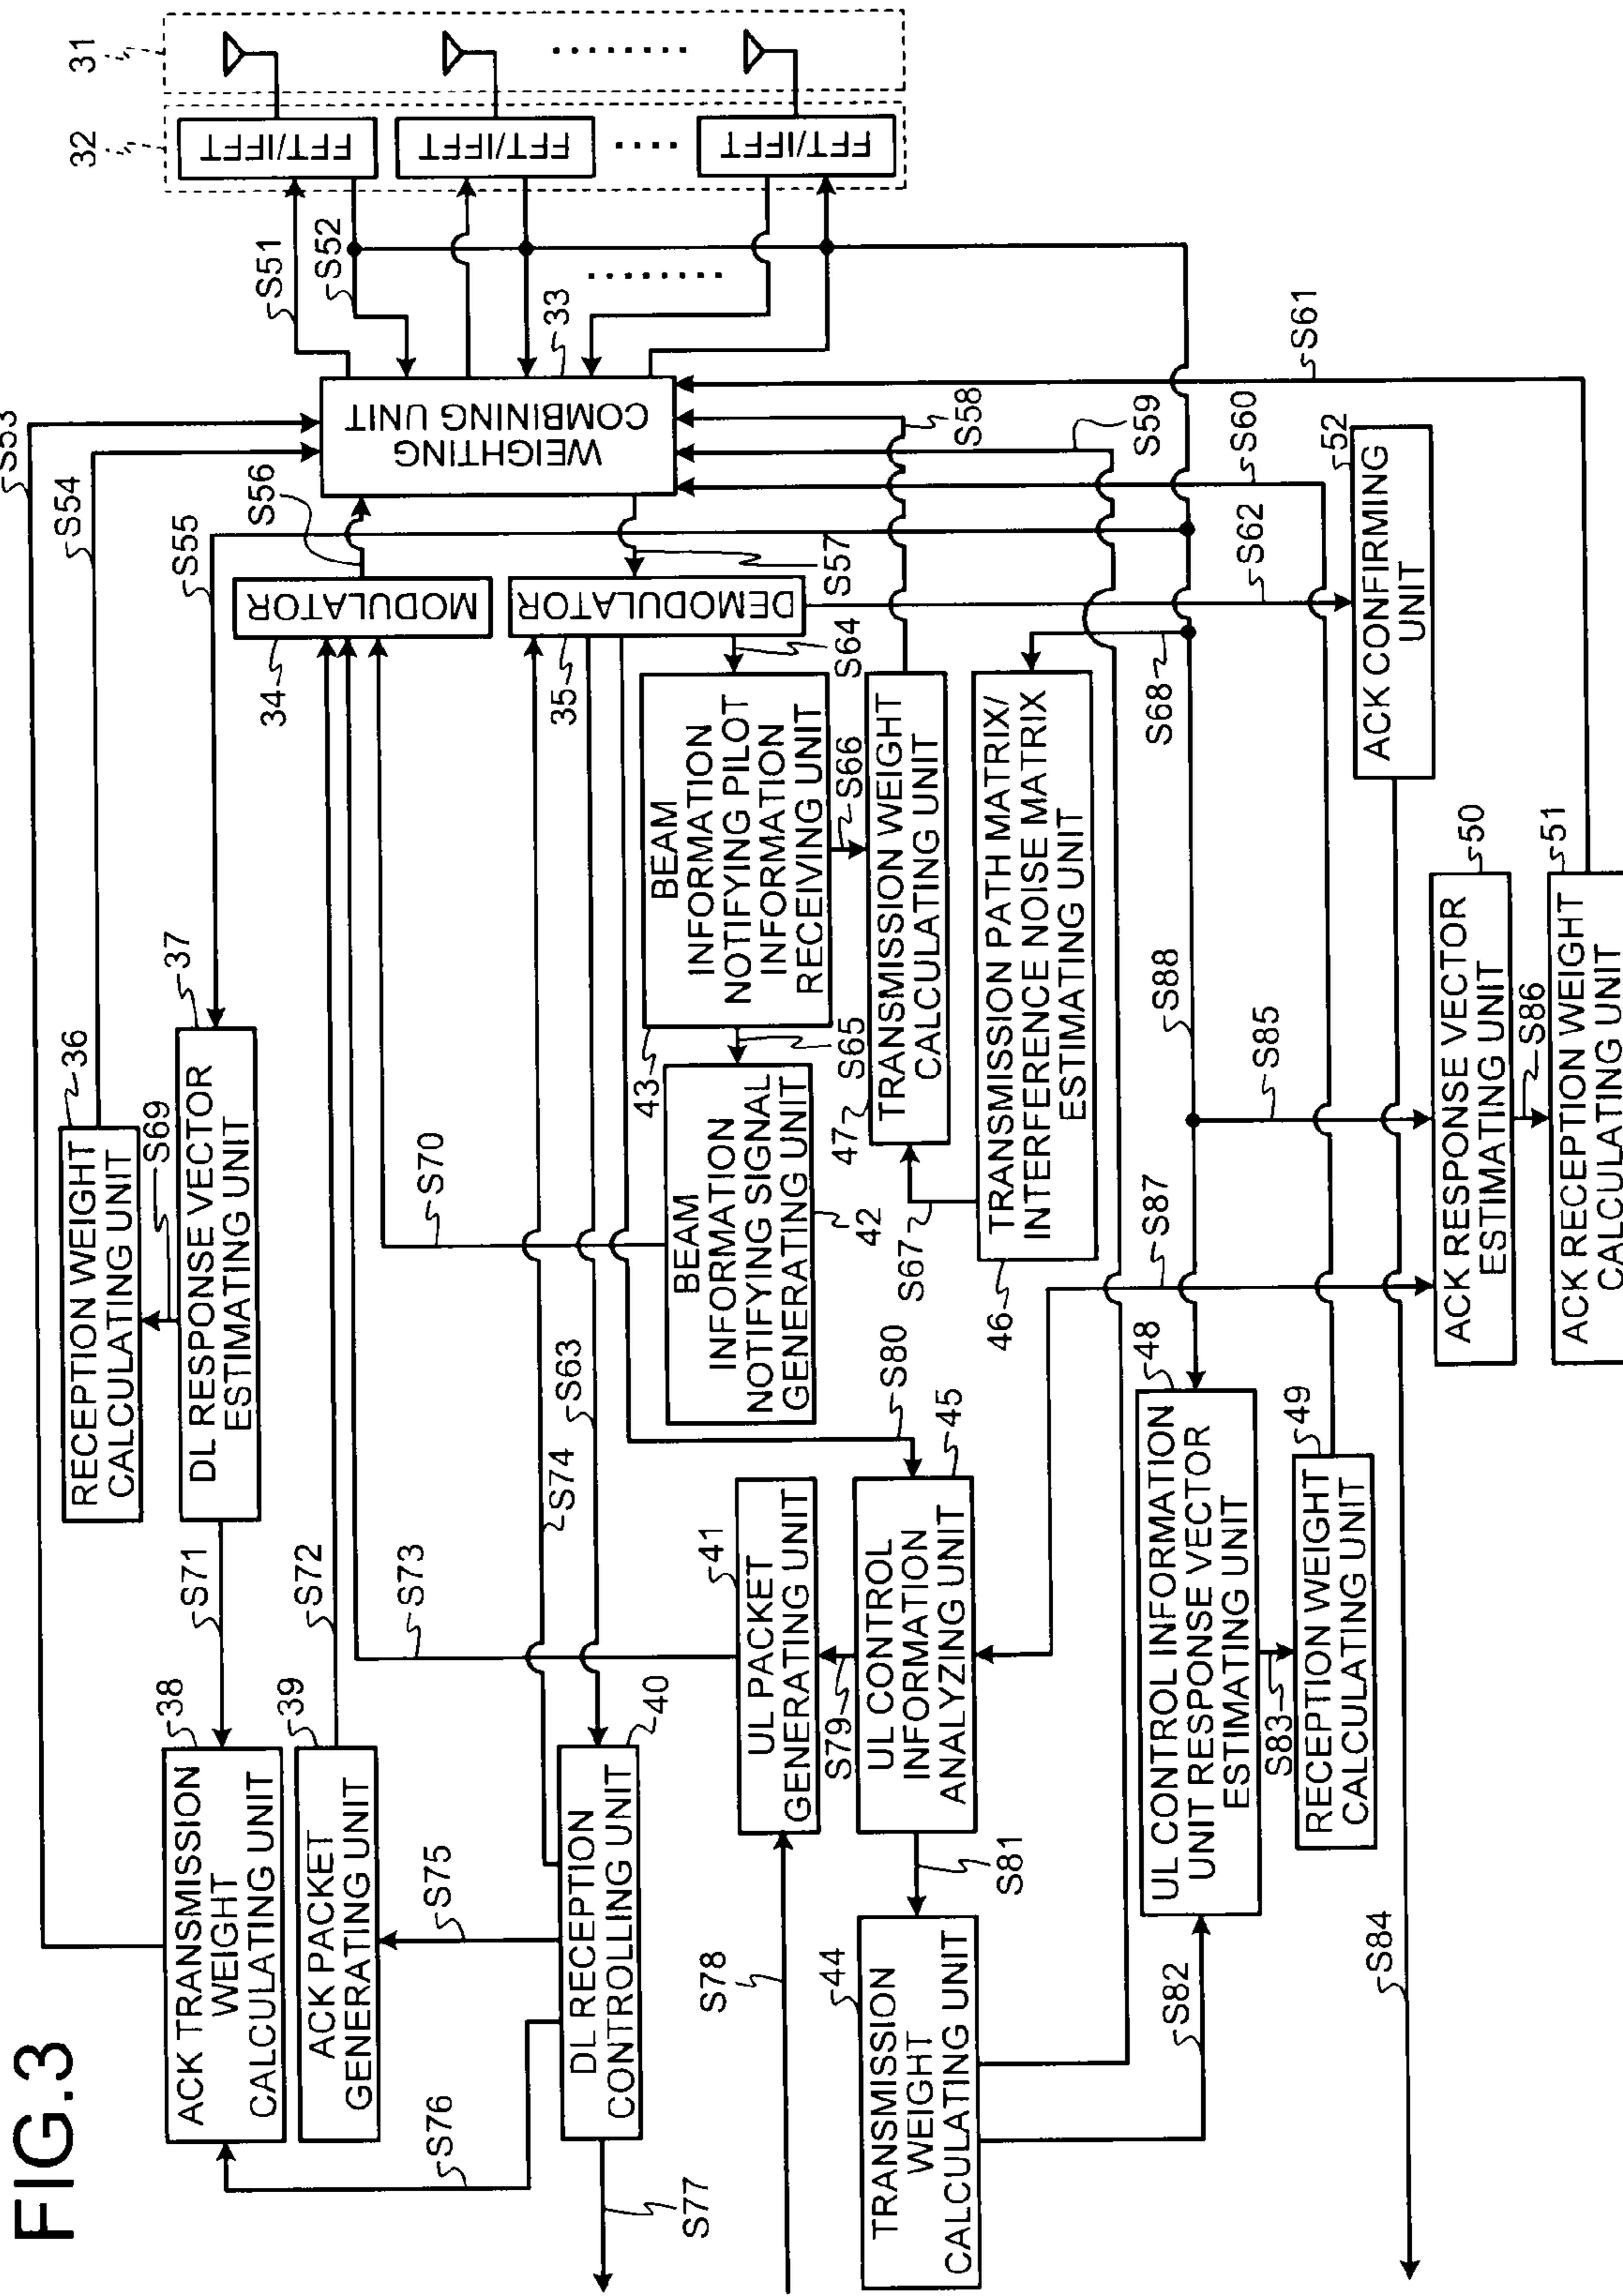 FIG.3
31
32
FFT/IFFT
FFT/IFFT
FFT/IFFT
S51
S52
33
WEIGHTING
COMBINING UNIT
S53
S54
S55
S56
S57
S58
S59
S60
S61
S62
34
MODULATOR
35
DEMODULATOR
36
RECEPTION WEIGHT
CALCULATING UNIT
S69
37
DL RESPONSE VECTOR
ESTIMATING UNIT
S71
38
ACK TRANSMISSION
WEIGHT
CALCULATING UNIT
39
ACK PACKET
GENERATING UNIT
S72
S73
S70
S74
S63
S75
S76
40
DL RECEPTION
CONTROLLING UNIT
S77
S78
41
UL PACKET
GENERATING UNIT
S79
45
UL CONTROL
INFORMATION
ANALYZING UNIT
S80
S81
44
TRANSMISSION
WEIGHT
CALCULATING UNIT
S82
42
BEAM
INFORMATION
NOTIFYING SIGNAL
GENERATING UNIT
S65
43
BEAM
INFORMATION
NOTIFYING PILOT
INFORMATION
RECEIVING UNIT
S64
S66
47
TRANSMISSION WEIGHT
CALCULATING UNIT
S67
46
TRANSMISSION PATH MATRIX/
INTERFERENCE NOISE MATRIX
ESTIMATING UNIT
S68
S88
S87
S85
48
UL CONTROL INFORMATION
UNIT RESPONSE VECTOR
ESTIMATING UNIT
S83
49
RECEPTION WEIGHT
CALCULATING UNIT
S84
52
ACK CONFIRMING
UNIT
50
ACK RESPONSE VECTOR
ESTIMATING UNIT
S86
51
ACK RECEPTION WEIGHT
CALCULATING UNIT